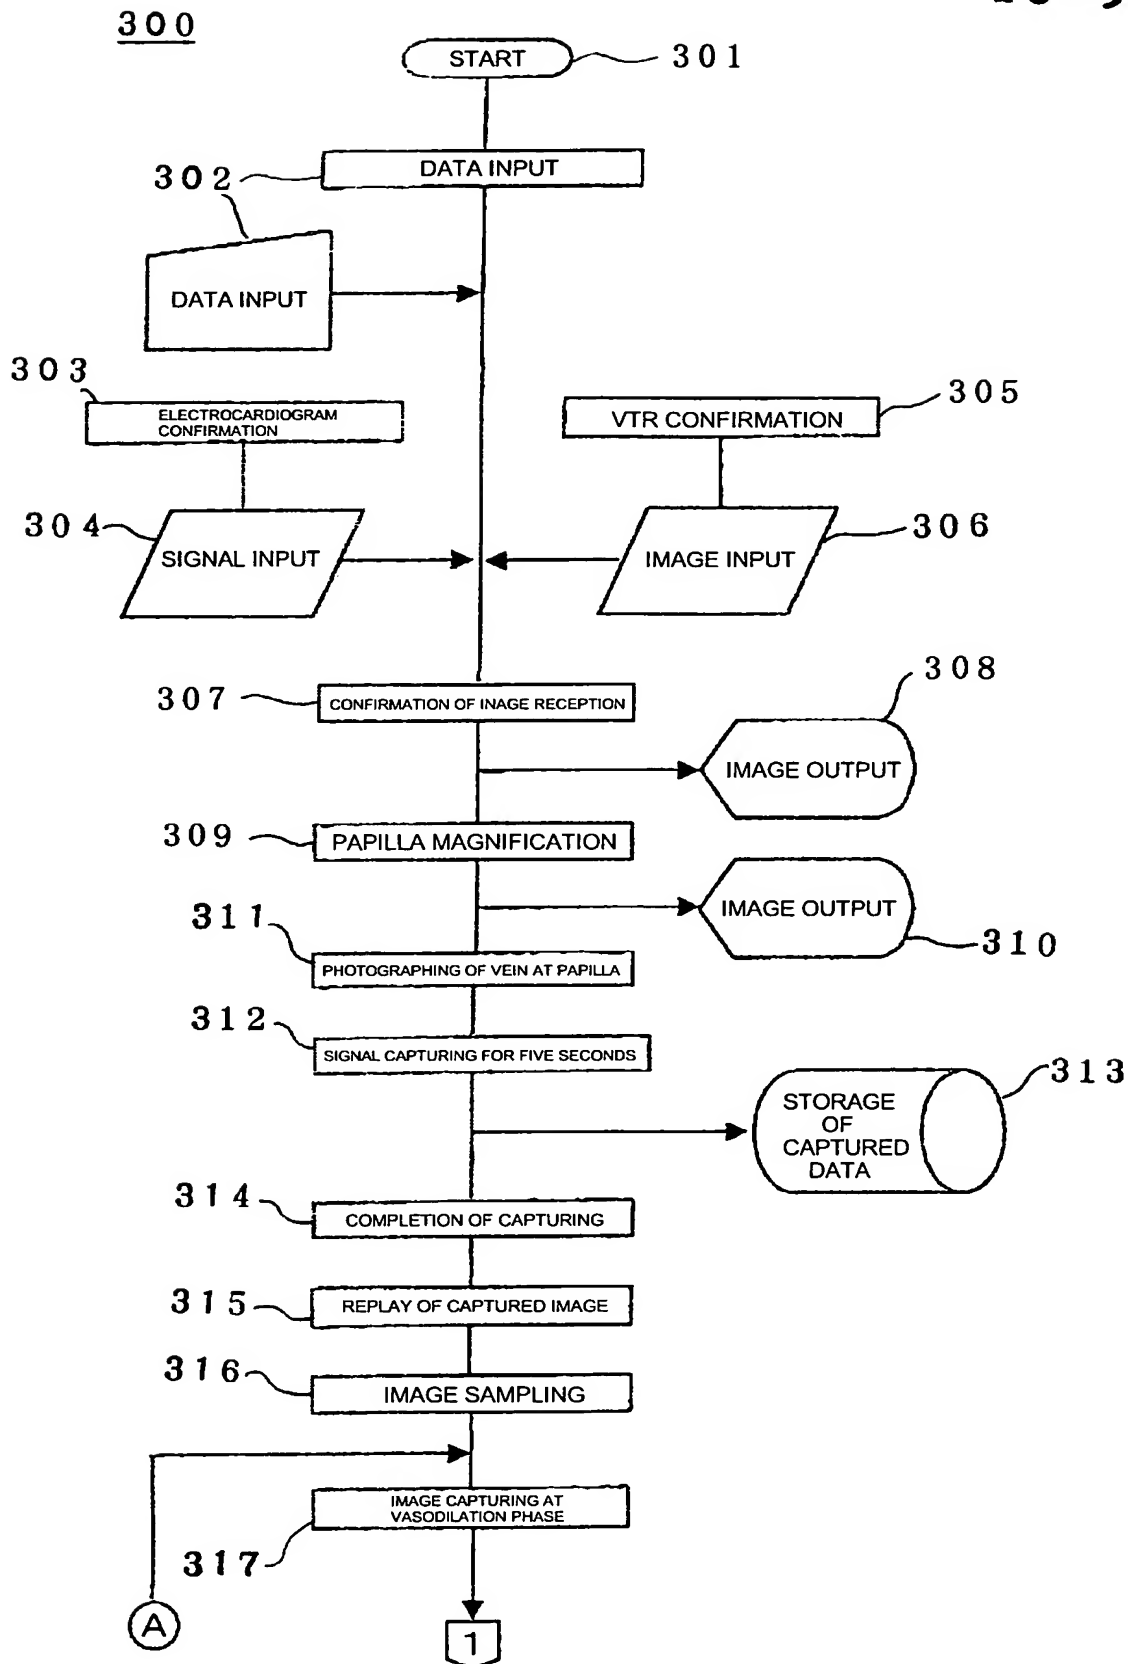 300
START
301
DATA INPUT
302
DATA INPUT
303
ELECTROCARDIOGRAM
CONFIRMATION
VTR CONFIRMATION
305
304
SIGNAL INPUT
IMAGE INPUT
306
307
CONFIRMATION OF INAGE RECEPTION
308
IMAGE OUTPUT
309
PAPILLA MAGNIFICATION
IMAGE OUTPUT
310
311
PHOTOGRAPHING OF VEIN AT PAPILLA
312
SIGNAL CAPTURING FOR FIVE SECONDS
313
STORAGE
OF
CAPTURED
DATA
314
COMPLETION OF CAPTURING
315
REPLAY OF CAPTURED IMAGE
316
IMAGE SAMPLING
IMAGE CAPTURING AT
VASODILATION PHASE
317
A
1